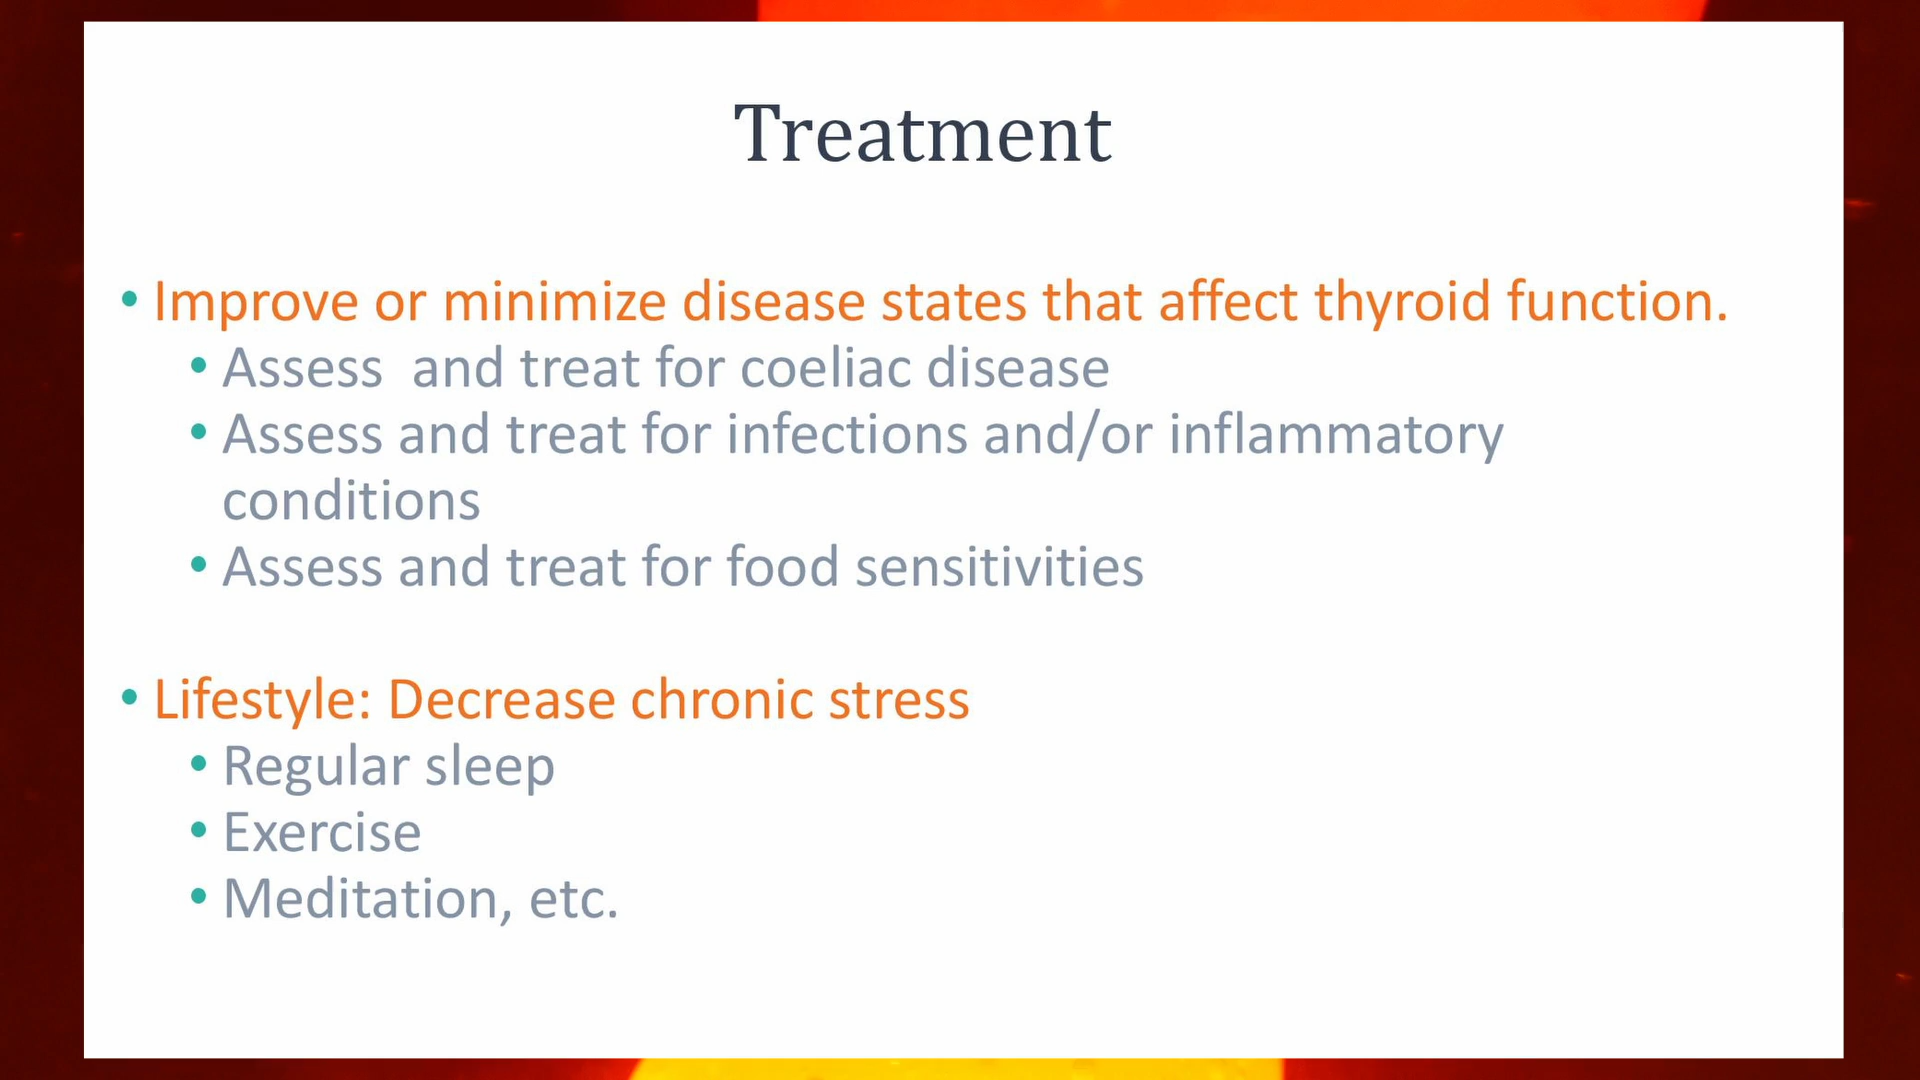 Treatment
• Improve or minimize disease states that affect thyroid function.
• Assess  and treat for coeliac disease
• Assess and treat for infections and/or inflammatory
conditions
• Assess and treat for food sensitivities
• Lifestyle: Decrease chronic stress
• Regular sleep
• Exercise
• Meditation, etc.